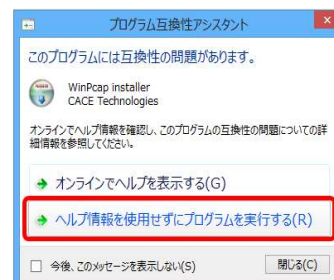 プログラム互換性アシスタント
このプログラムには互換性の問題があります。
WinPcap installer
CACE Technologies
オンラインでヘルプ情報を確認し、このプログラムの互換性の問題についての詳
細情報を参照してください。
オンラインでヘルプを表示する(G)
ヘルプ情報を使用せずにプログラムを実行する(R)
今後、このメッセージを表示しない(S)
閉じる(C)